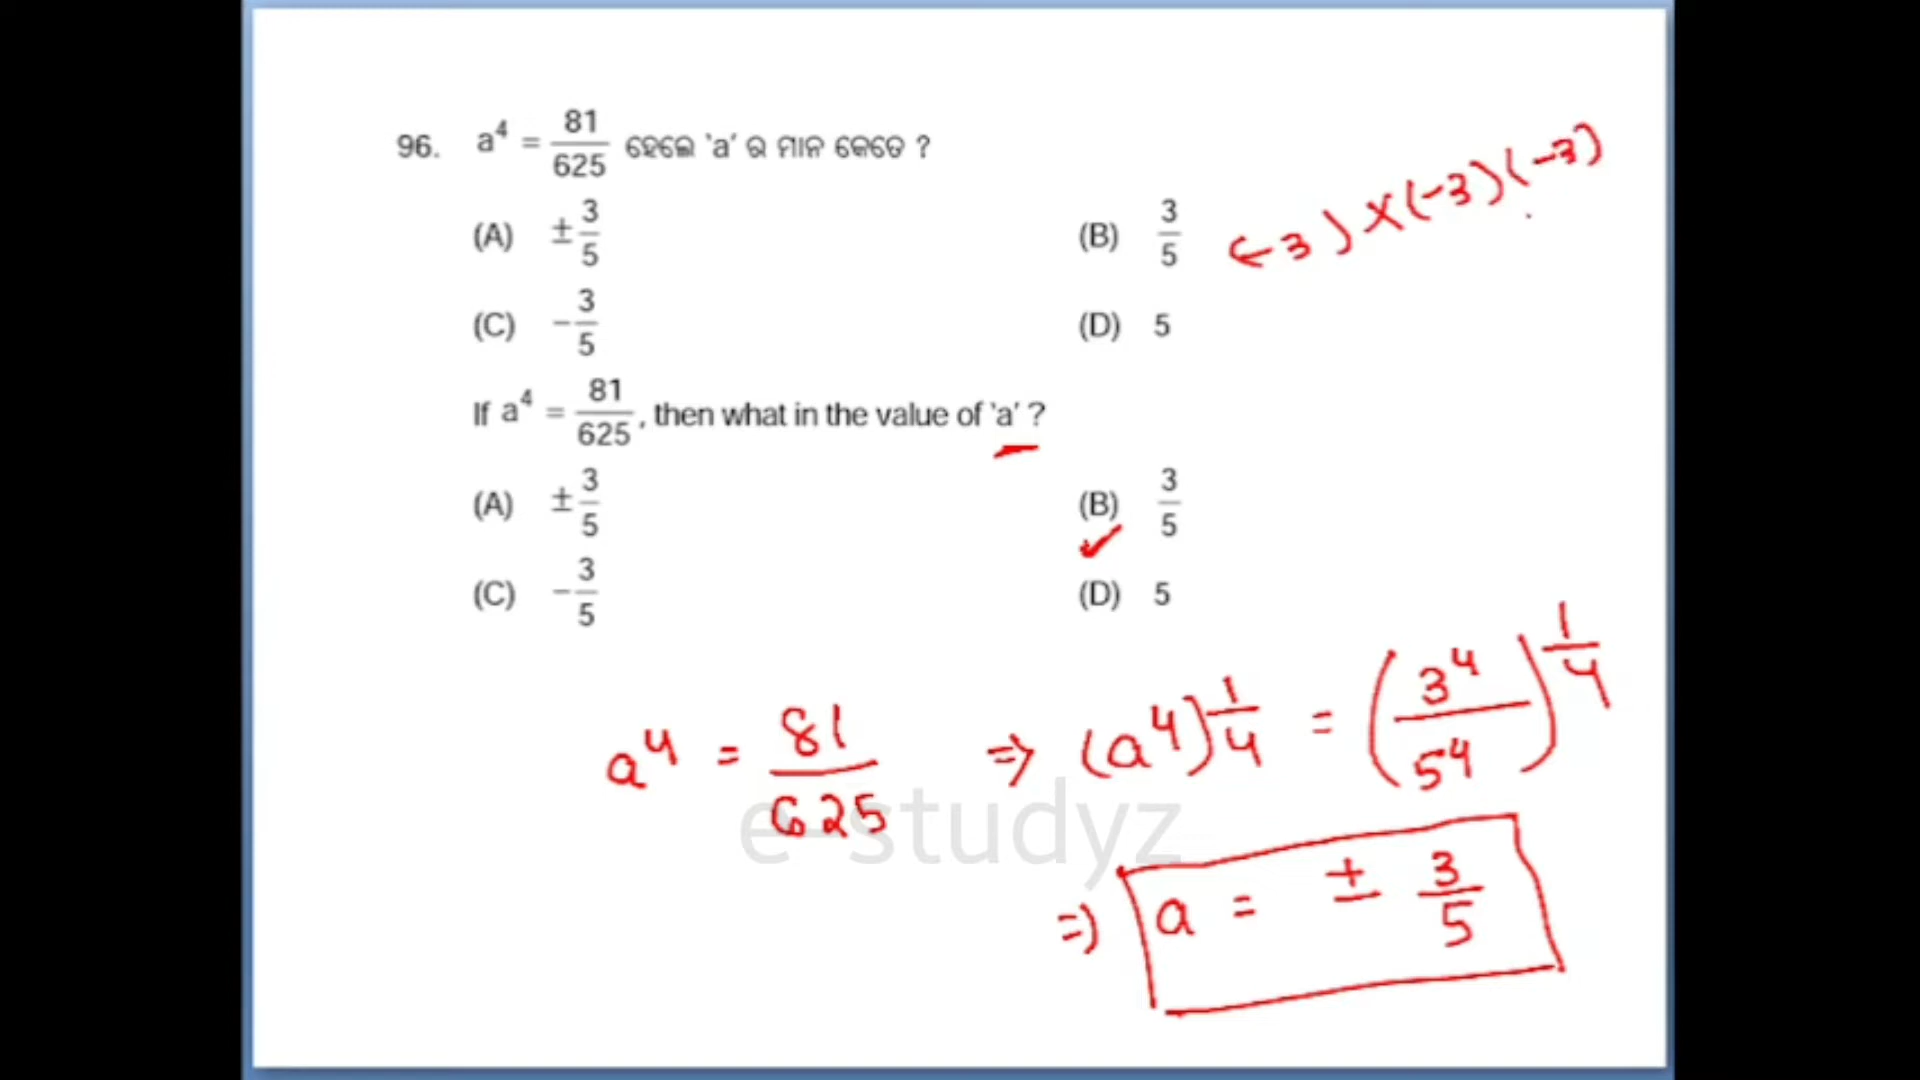 96. a⁴ = 81/625 ହେଲେ 'a' ର ମାନ କେତେ ?
(A) ± 3/5 (B) 3/5
(C) − 3/5 (D) 5
(-3) × (-3) (-3)
If a⁴ = 81/625, then what in the value of 'a' ?
(A) ± 3/5 (B) 3/5
(C) − 3/5 (D) 5
a⁴ = 81/625 ⇒ (a⁴)^1/4 = (3⁴/5⁴)^1/4
⇒ a = ± 3/5
e-studyz